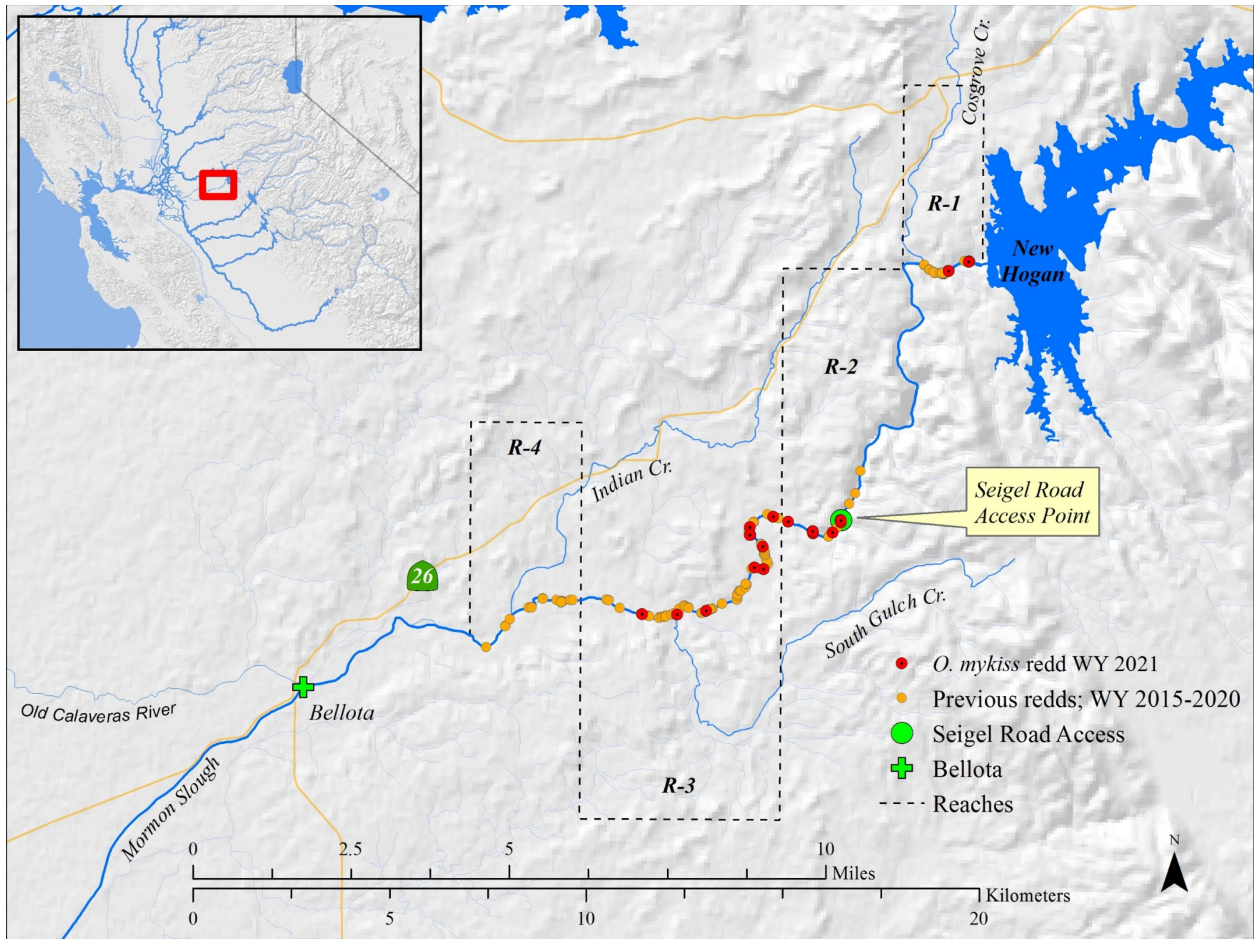 Cosgrove Cr.
R-1
New
Hogan
R-2
R-4
Indian Cr.
Seigel Road
Access Point
26
South Gulch Cr.
O. mykiss redd WY 2021
Previous redds; WY 2015-2020
Old Calaveras River
Bellota
Seigel Road Access
Bellota
R-3
Reaches
Mormon Slough
N
0 2.5 5 10
Miles
Kilometers
0 5 10 20